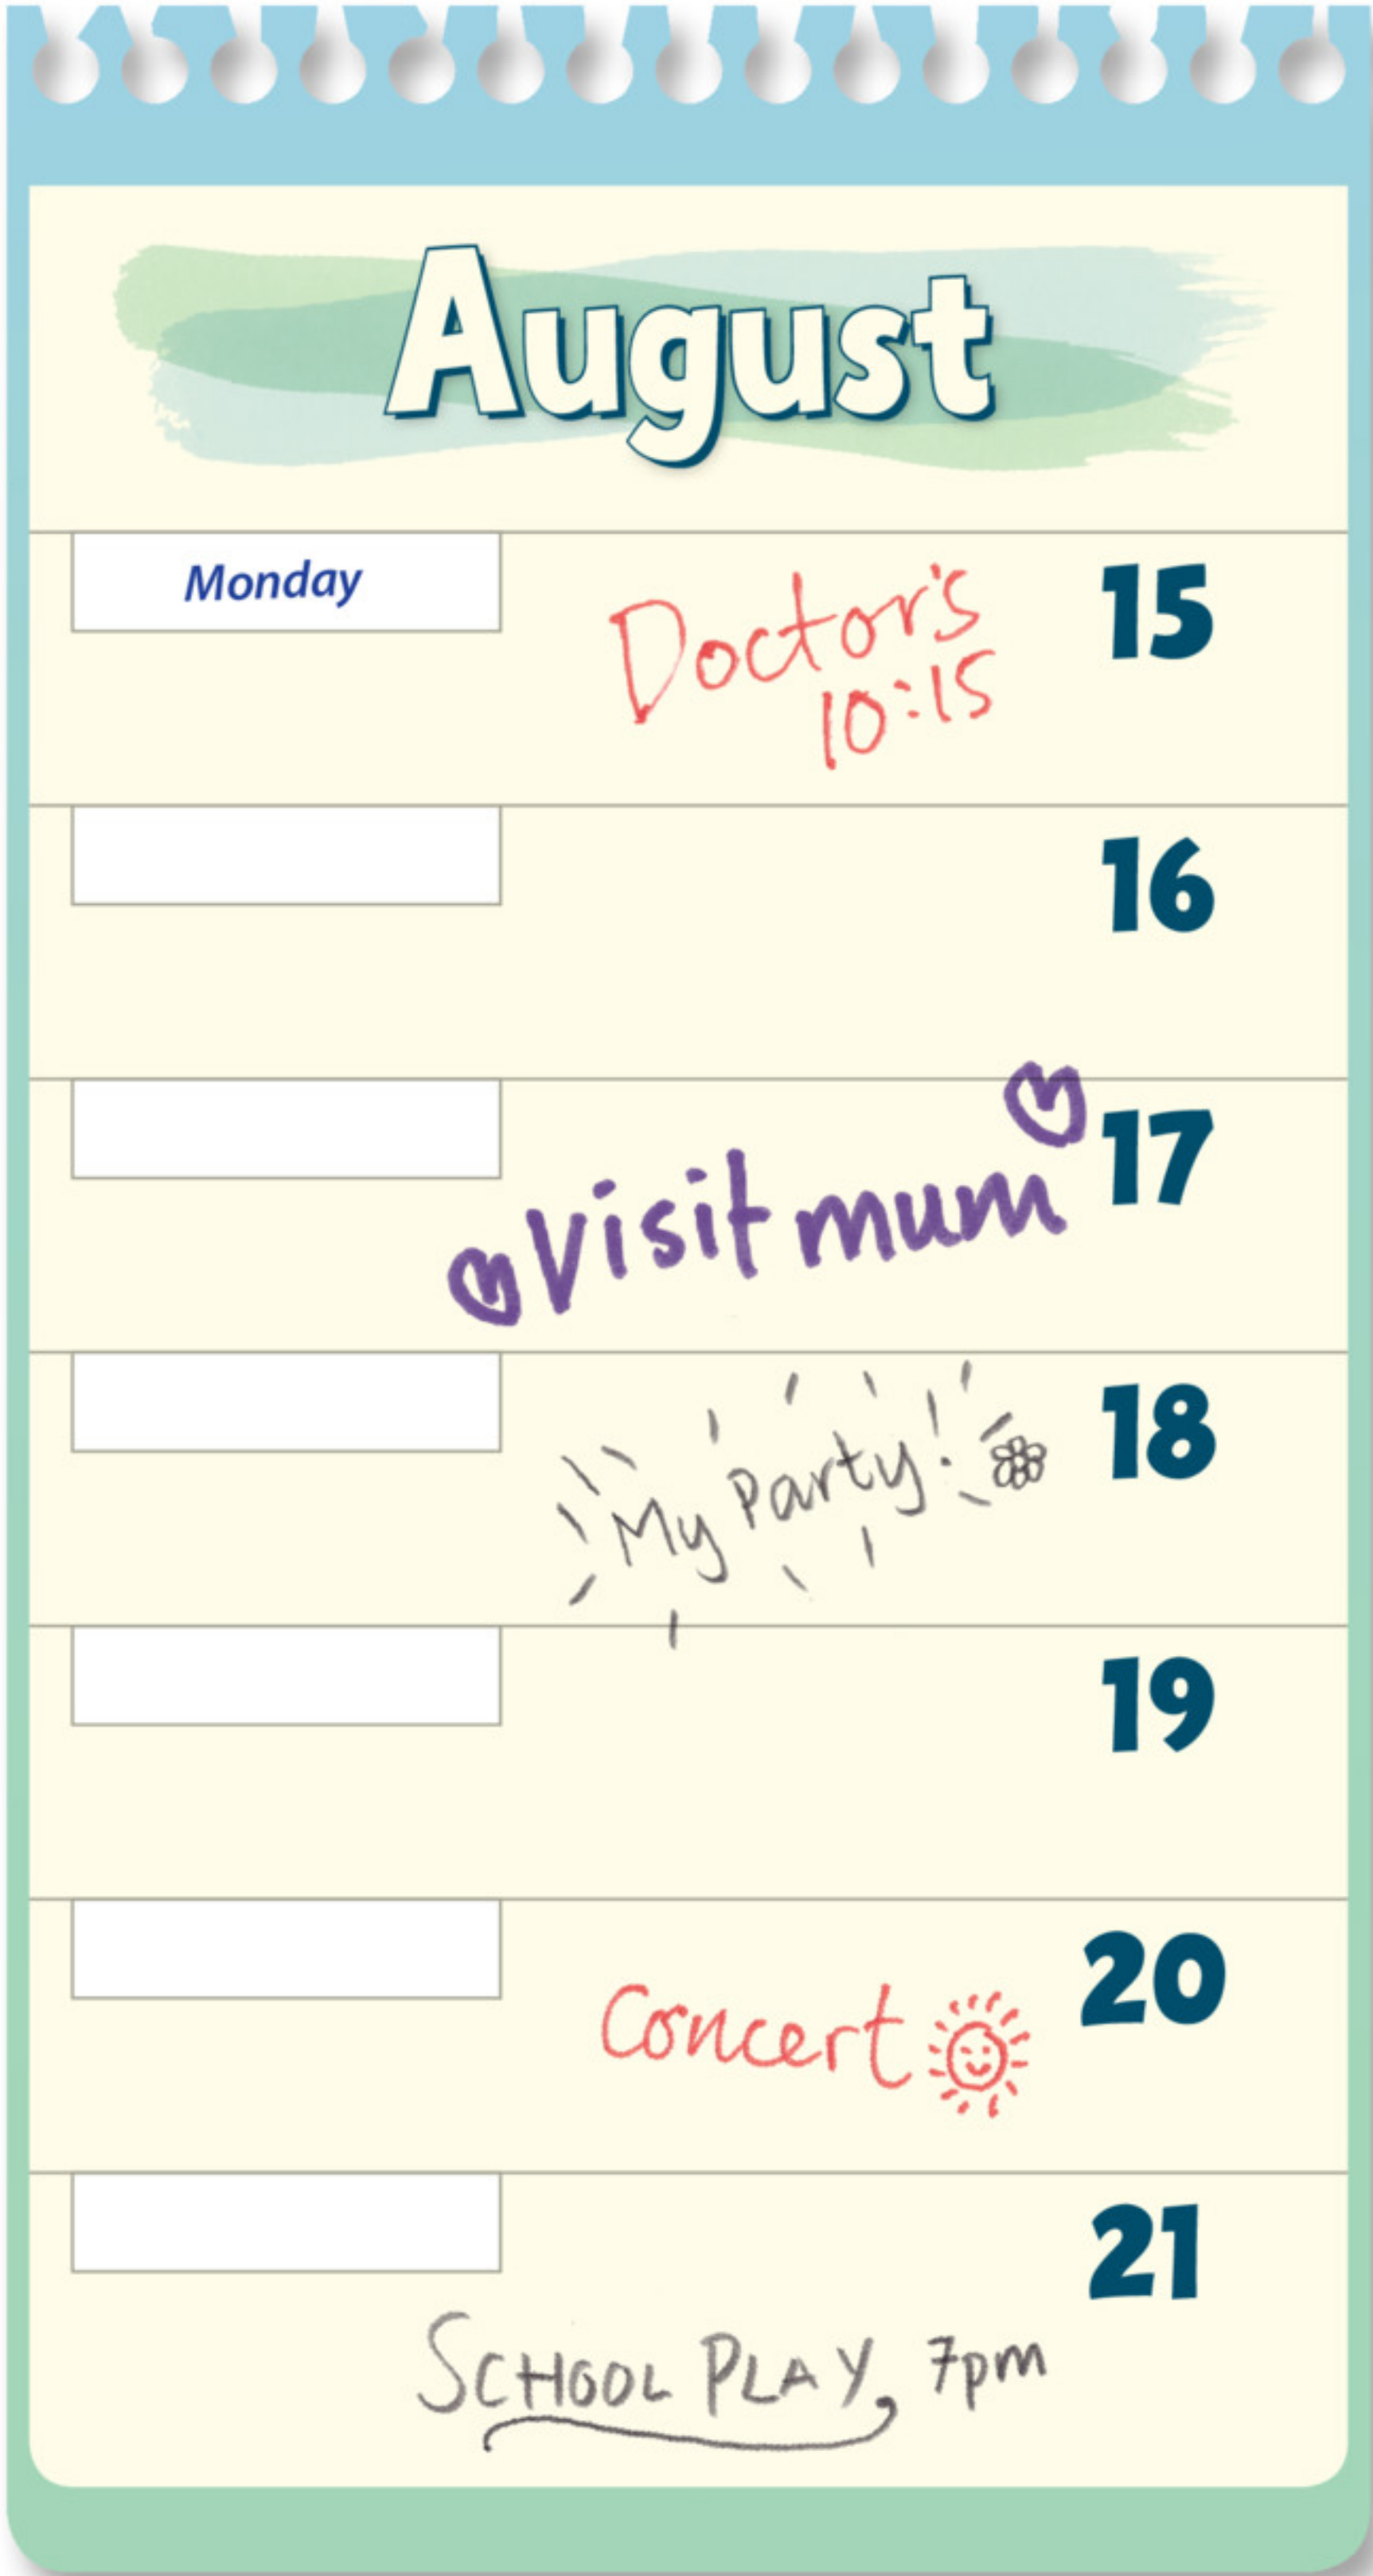 August
Monday
15
Doctor's
10:15
16
17
Visit mum
18
My Party!
19
20
Concert
21
SCHOOL PLAY, 7pm